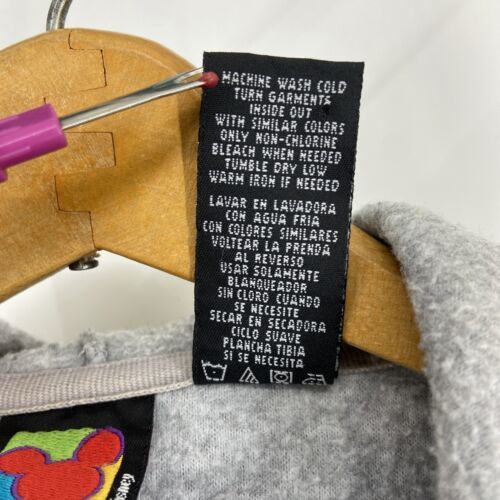 MACHINE WASH COLD
TURN GARMENTS
INSIDE OUT
WITH SIMILAR COLORS
ONLY NON-CHLORINE
BLEACH WHEN NEEDED
TUMBLE DRY LOW
WARM IRON IF NEEDED
LAVAR EN LAVADORA
CON AGUA FRIA
CON COLORES SIMILARES
VOLTEAR LA PRENDA
AL REVERSO
USAR SOLAMENTE
BLANQUEADOR
SIN CLORO CUANDO
SE NECESITE
SECAR EN SECADORA
CICLO SUAVE
PLANCHA TIBIA
SI SE NECESITA